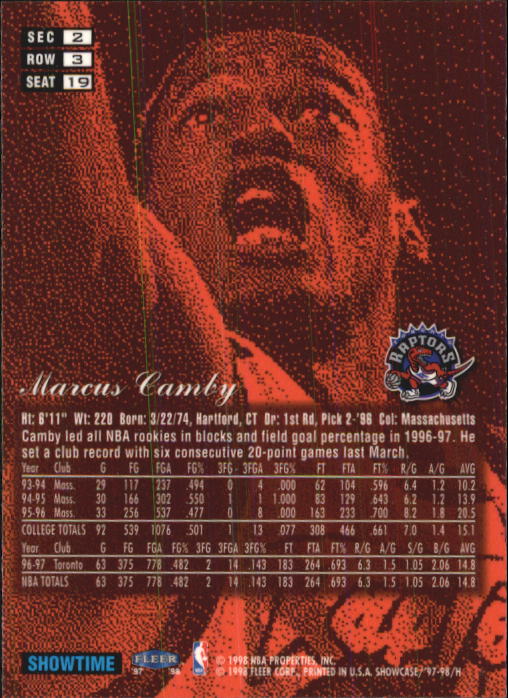 SEC 2
ROW 3
SEAT 19
RAPTORS
Marcus Camby
Ht: 6'11" Wt: 220 Born: 3/22/74, Hartford, CT Dr: 1st Rd, Pick 2-'96 Col: Massachusetts
Camby led all NBA rookies in blocks and field goal percentage in 1996-97. He
set a club record with six consecutive 20-point games last March.
Year Club G FG FGA FG% 3FG 3FGA 3FG% FT FTA FT% R/G A/G AVG
93-94 Mass. 29 117 237 .494 0 4 .000 62 104 .596 6.4 1.2 10.2
94-95 Mass. 30 166 302 .550 1 1 1.000 83 129 .643 6.2 1.2 13.9
95-96 Mass. 33 256 537 .477 0 8 .000 163 233 .700 8.2 1.8 20.5
COLLEGE TOTALS 92 539 1076 .501 1 13 .077 308 466 .661 7.0 1.4 15.1
Year Club G FG FGA FG% 3FG 3FGA 3FG% FT FTA FT% R/G A/G S/G B/G AVG
96-97 Toronto 63 375 778 .482 2 14 .143 183 264 .693 6.3 1.5 1.05 2.06 14.8
NBA TOTALS 63 375 778 .482 2 14 .143 183 264 .693 6.3 1.5 1.05 2.06 14.8
SHOWTIME
FLEER
'97 '98
© 1998 NBA PROPERTIES, INC.
© 1998 FLEER CORP., PRINTED IN U.S.A. SHOWCASE/'97-'98/H